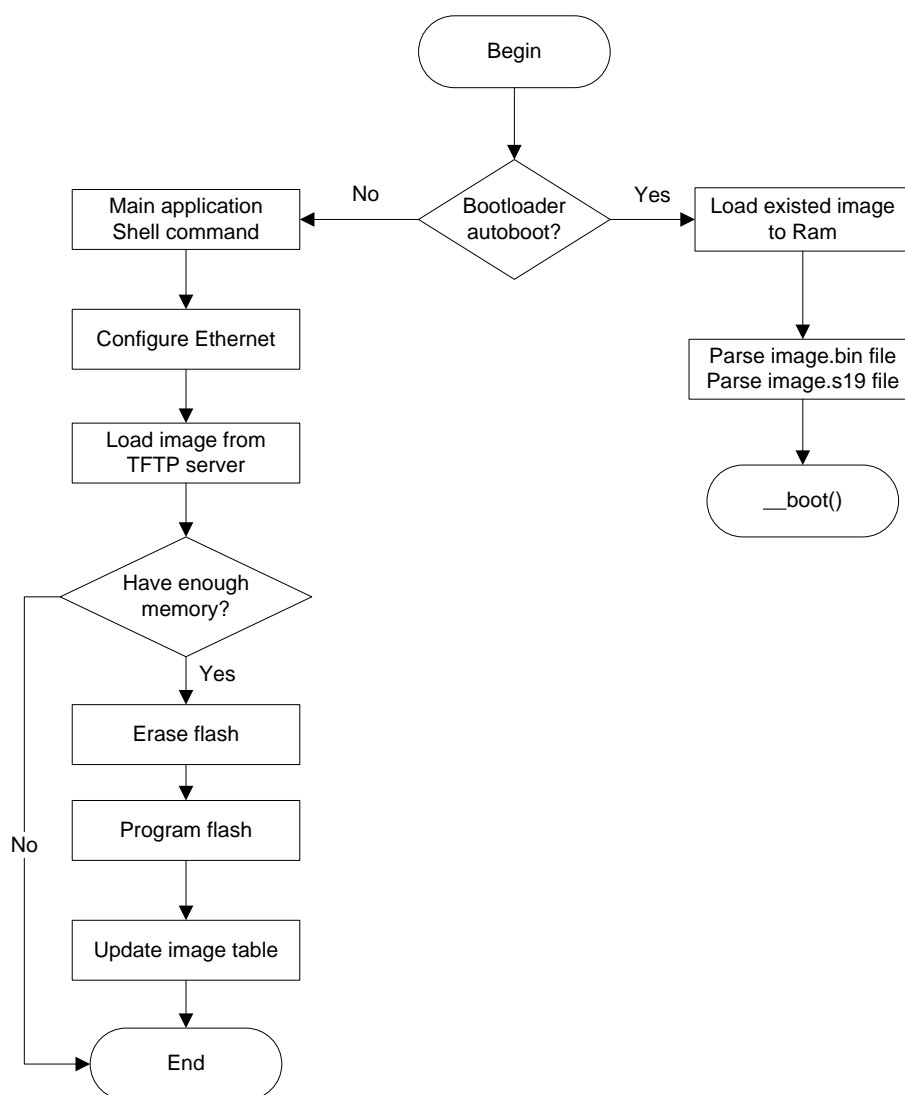 Begin
Bootloader
autoboot?
No
Yes
Main application
Shell command
Load existed image
to Ram
Configure Ethernet
Parse image.bin file
Parse image.s19 file
Load image from
TFTP server
__boot()
Have enough
memory?
Yes
Erase flash
Program flash
No
Update image table
End